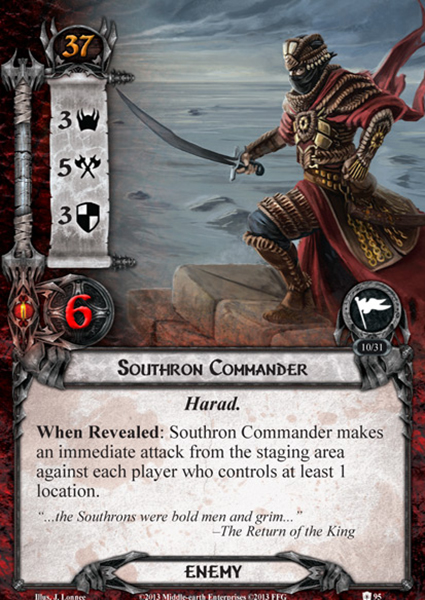 37
3
5
3
6
10/31
Southron Commander
Harad.
When Revealed: Southron Commander makes
an immediate attack from the staging area
against each player who controls at least 1
location.
“...the Southrons were bold men and grim...”
–The Return of the King
ENEMY
Illus. J. Lonnee ©2013 Middle-earth Enterprises ©2013 FFG 95